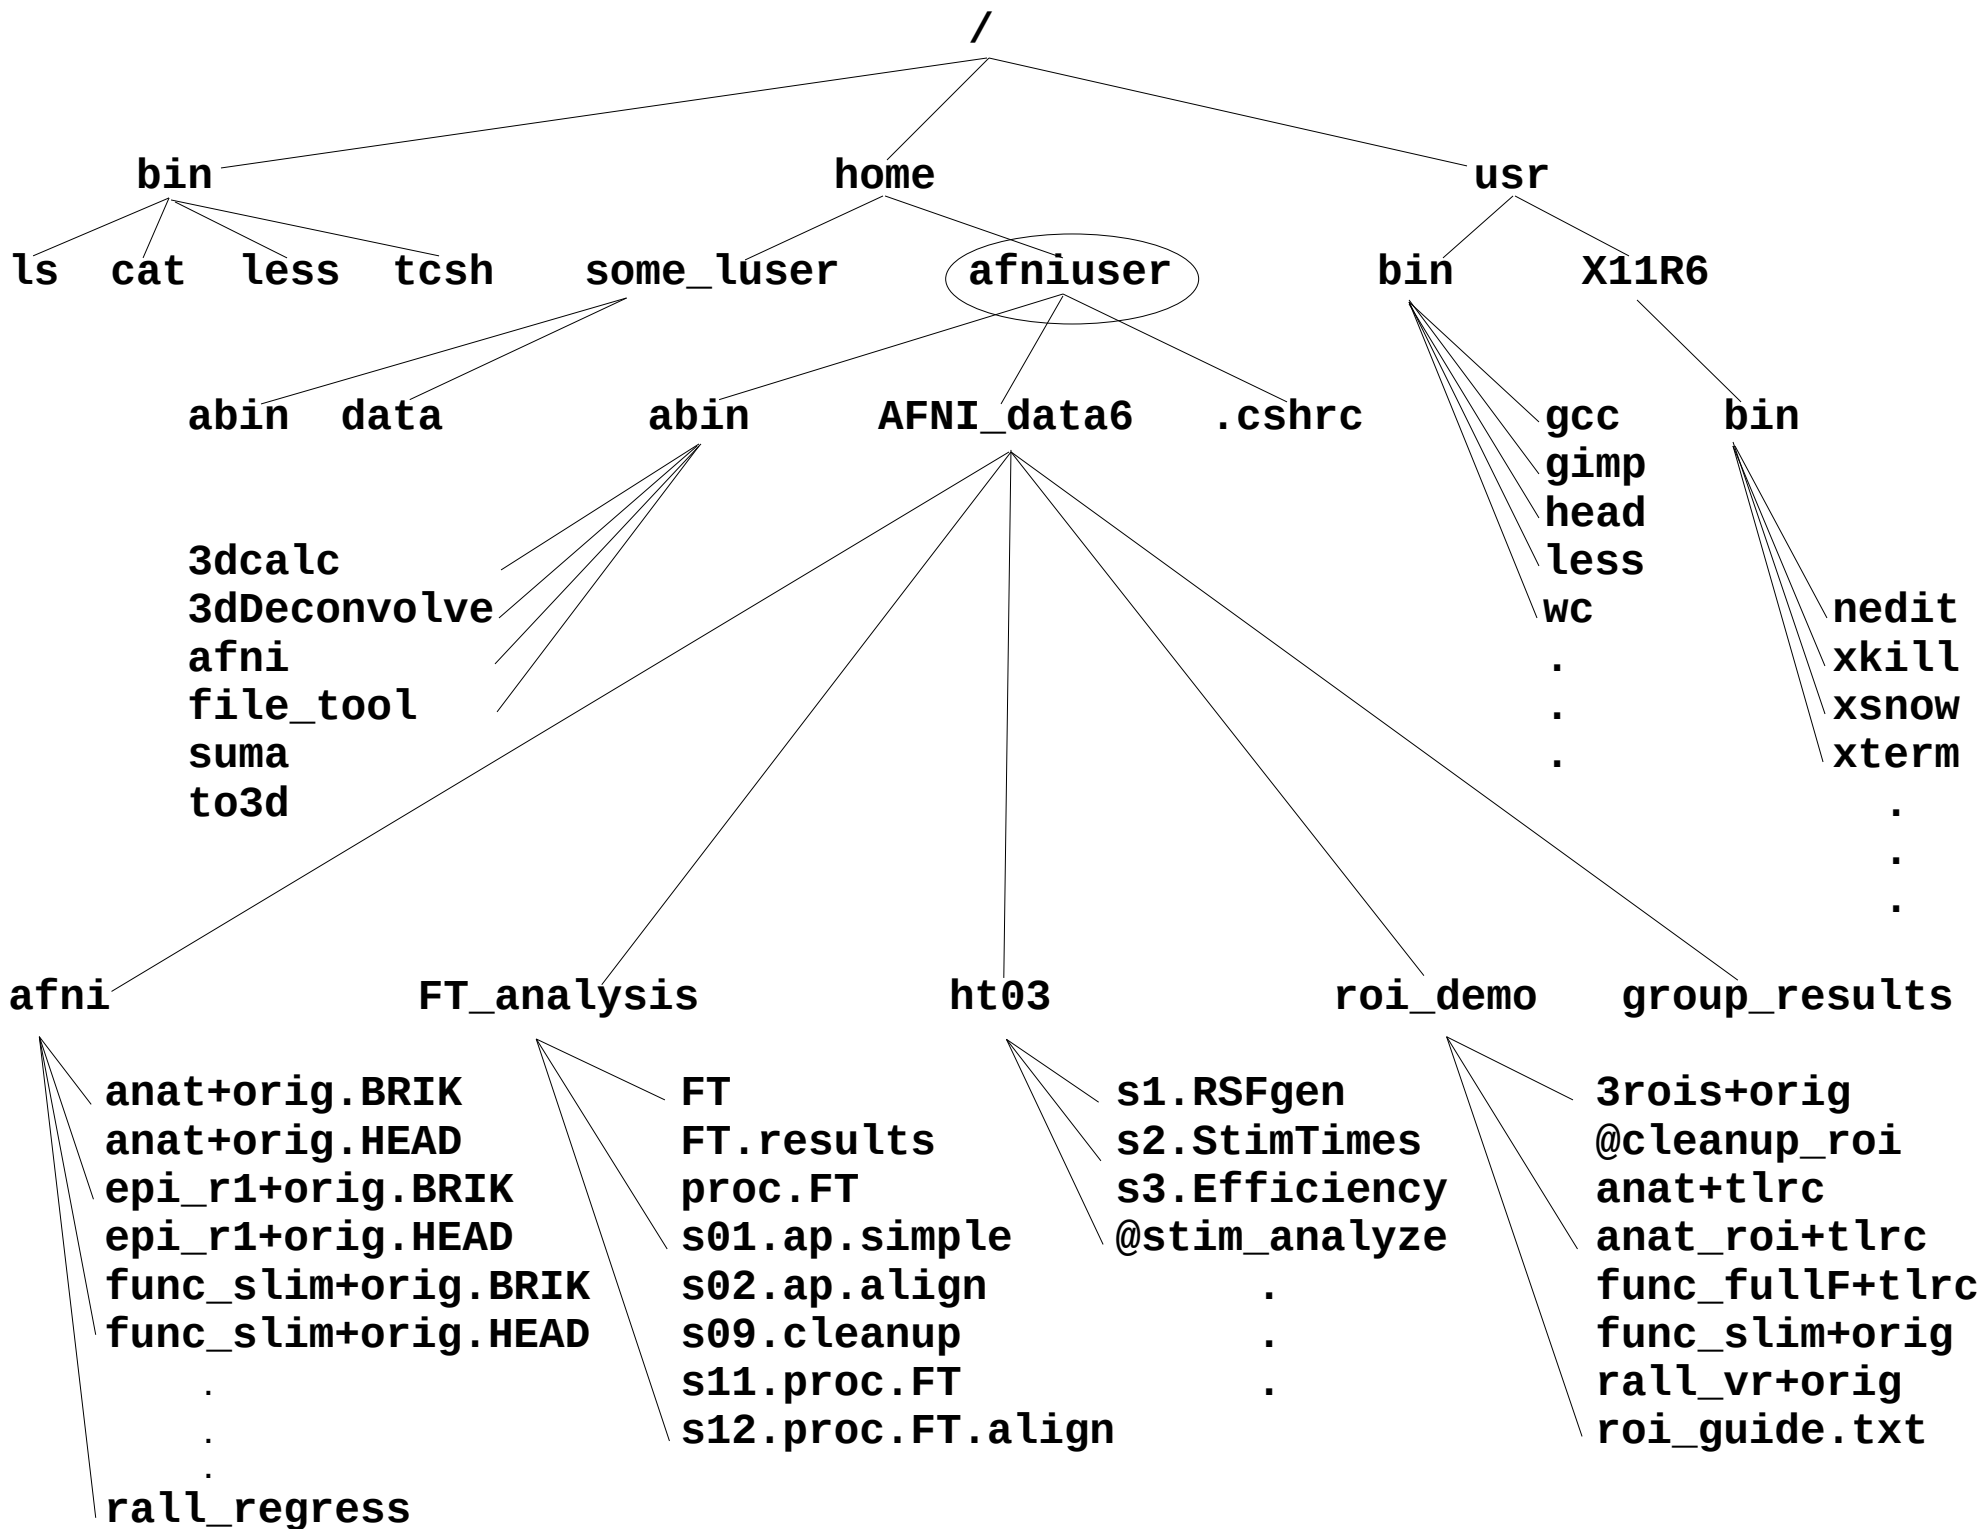 /
bin home usr
ls cat less tcsh some_luser afniuser bin X11R6
abin data abin AFNI_data6 .cshrc gcc bin
gimp
head
3dcalc less
3dDeconvolve wc nedit
afni . xkill
file_tool . xsnow
suma . xterm
to3d .
.
.
afni FT_analysis ht03 roi_demo group_results
anat+orig.BRIK FT s1.RSFgen 3rois+orig
anat+orig.HEAD FT.results s2.StimTimes @cleanup_roi
epi_r1+orig.BRIK proc.FT s3.Efficiency anat+tlrc
epi_r1+orig.HEAD s01.ap.simple @stim_analyze anat_roi+tlrc
func_slim+orig.BRIK s02.ap.align . func_fullF+tlrc
func_slim+orig.HEAD s09.cleanup . func_slim+orig
. s11.proc.FT . rall_vr+orig
. s12.proc.FT.align roi_guide.txt
.
rall_regress